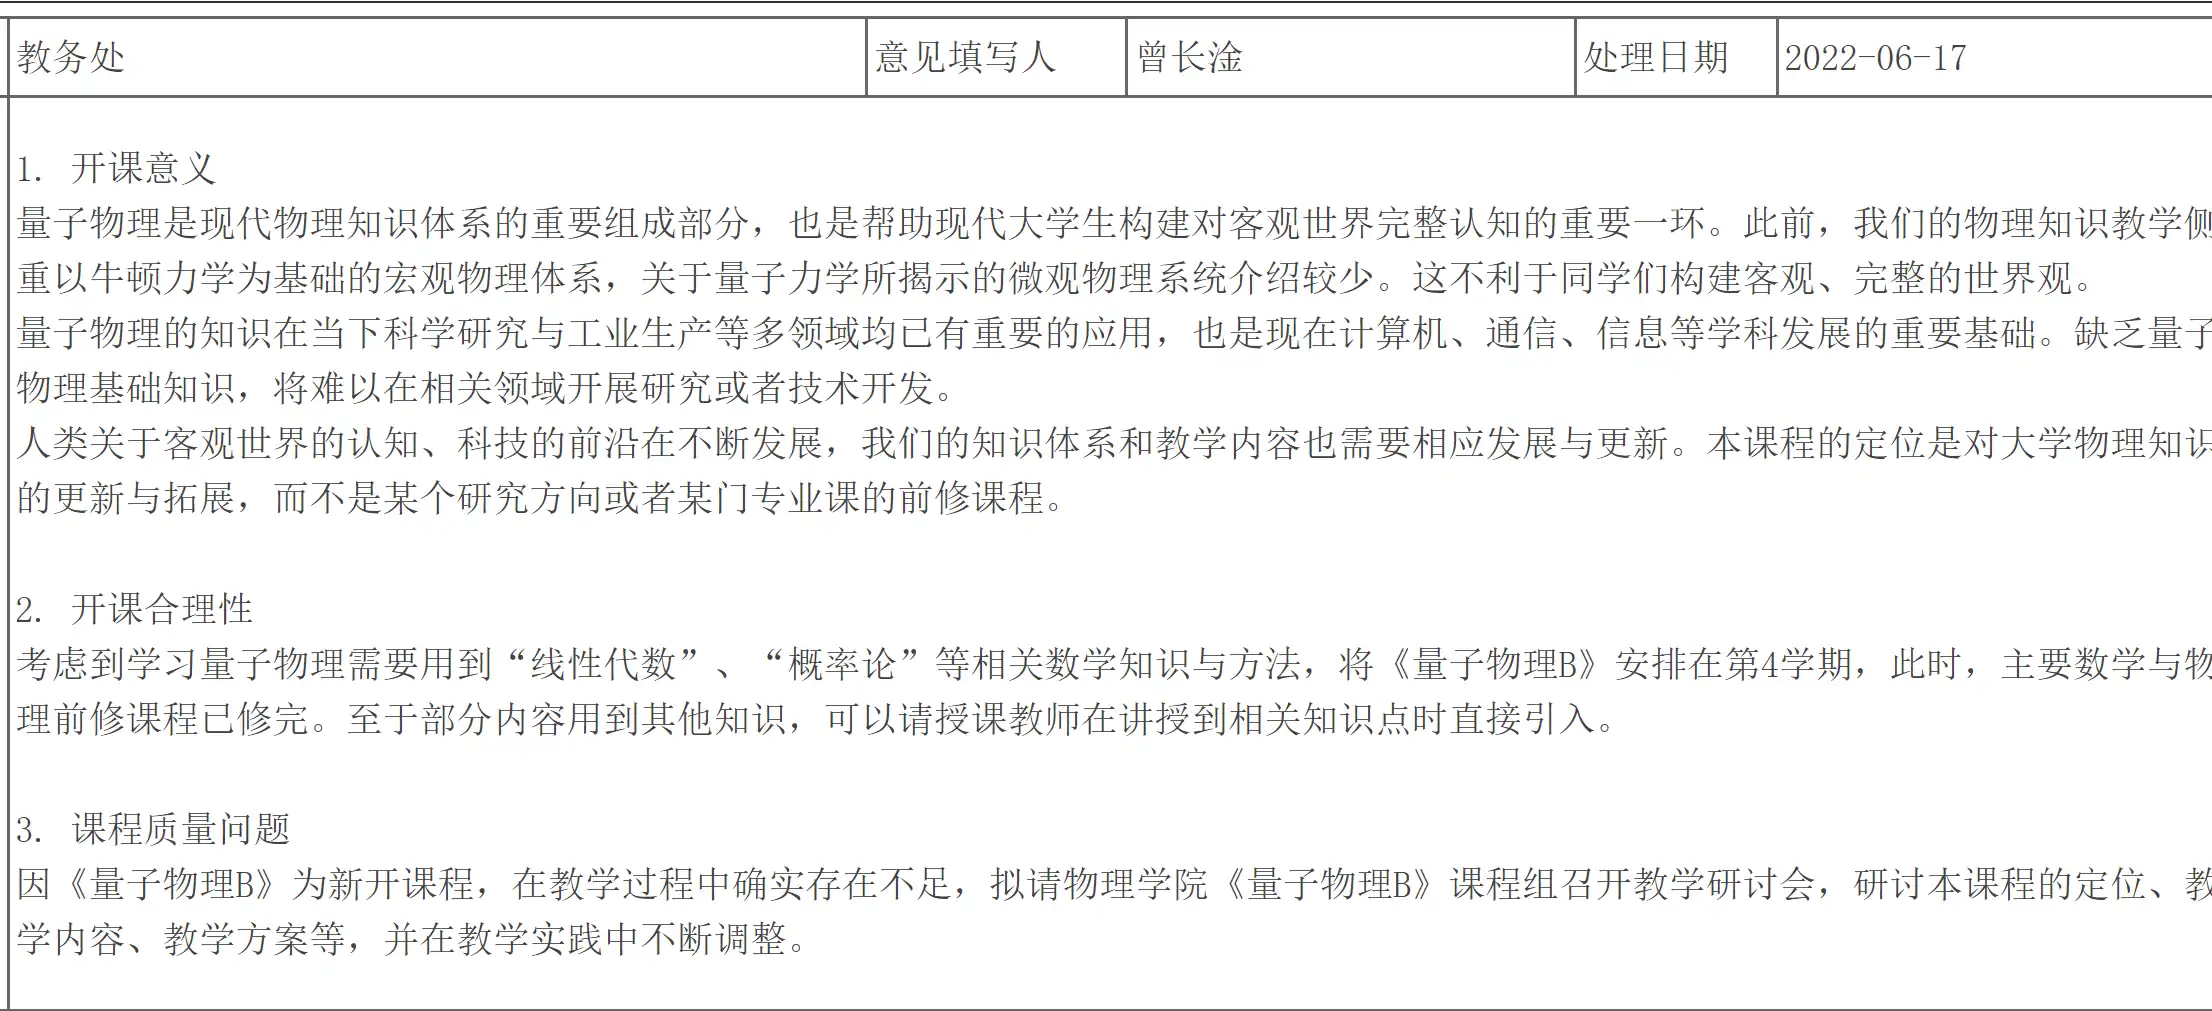 教务处 意见填写人 曾长淦 处理日期 2022-06-17
1. 开课意义
量子物理是现代物理知识体系的重要组成部分，也是帮助现代大学生构建对客观世界完整认知的重要一环。此前，我们的物理知识教学侧
重以牛顿力学为基础的宏观物理体系，关于量子力学所揭示的微观物理系统介绍较少。这不利于同学们构建客观、完整的世界观。
量子物理的知识在当下科学研究与工业生产等多领域均已有重要的应用，也是现在计算机、通信、信息等学科发展的重要基础。缺乏量子
物理基础知识，将难以在相关领域开展研究或者技术开发。
人类关于客观世界的认知、科技的前沿在不断发展，我们的知识体系和教学内容也需要相应发展与更新。本课程的定位是对大学物理知识
的更新与拓展，而不是某个研究方向或者某门专业课的前修课程。
2. 开课合理性
考虑到学习量子物理需要用到“线性代数”、“概率论”等相关数学知识与方法，将《量子物理B》安排在第4学期，此时，主要数学与物
理前修课程已修完。至于部分内容用到其他知识，可以请授课教师在讲授到相关知识点时直接引入。
3. 课程质量问题
因《量子物理B》为新开课程，在教学过程中确实存在不足，拟请物理学院《量子物理B》课程组召开教学研讨会，研讨本课程的定位、教
学内容、教学方案等，并在教学实践中不断调整。